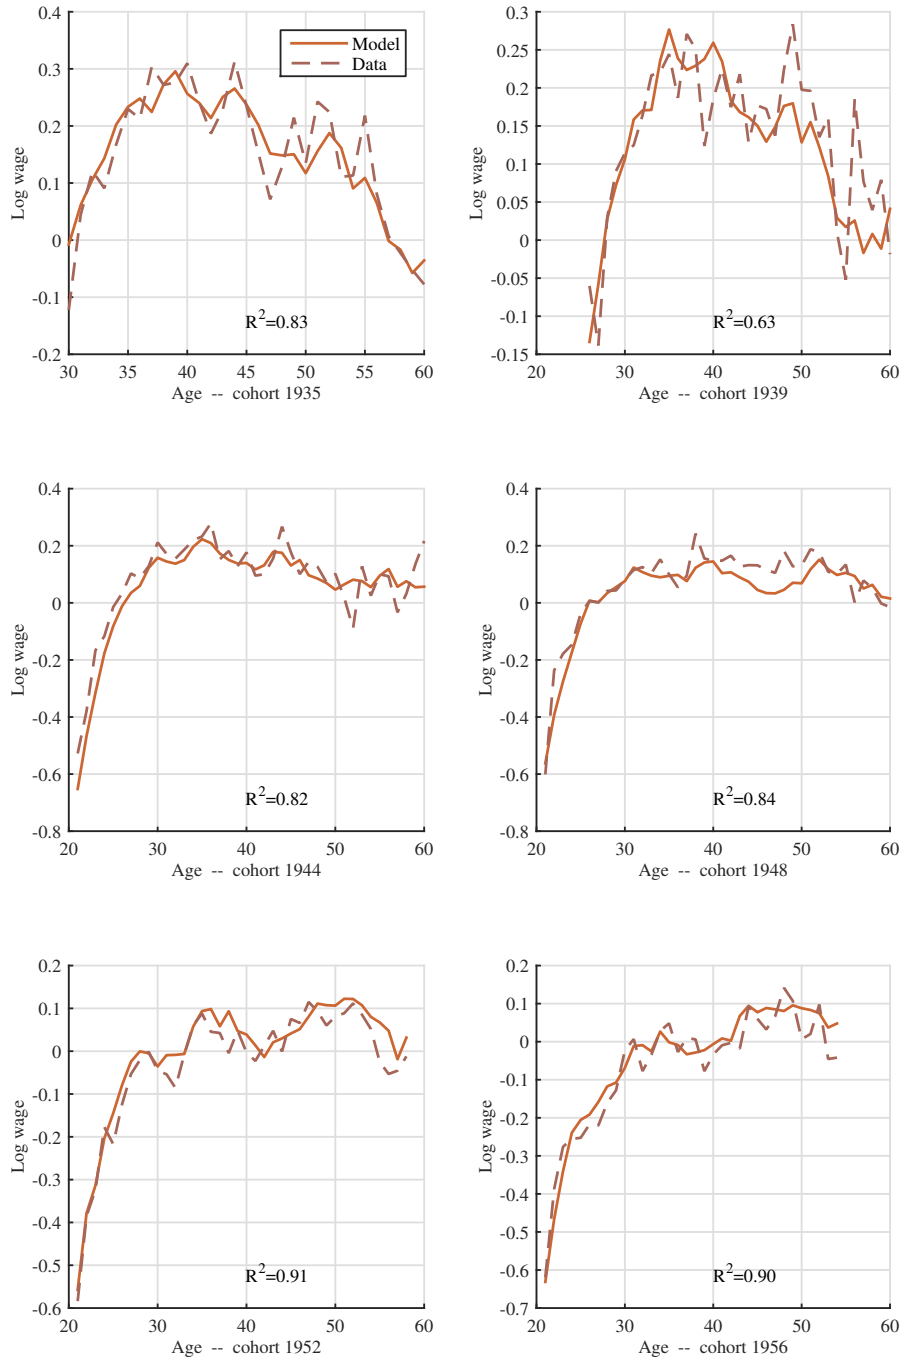 0.4
0.3
0.2
0.1
0
-0.1
-0.2
Log wage
Model
Data
R²=0.83
30 35 40 45 50 55 60
Age -- cohort 1935
0.3
0.25
0.2
0.15
0.1
0.05
0
-0.05
-0.1
-0.15
Log wage
R²=0.63
20 30 40 50 60
Age -- cohort 1939
0.4
0.2
0
-0.2
-0.4
-0.6
-0.8
Log wage
R²=0.82
20 30 40 50 60
Age -- cohort 1944
0.4
0.2
0
-0.2
-0.4
-0.6
-0.8
Log wage
R²=0.84
20 30 40 50 60
Age -- cohort 1948
0.2
0.1
0
-0.1
-0.2
-0.3
-0.4
-0.5
-0.6
Log wage
R²=0.91
20 30 40 50 60
Age -- cohort 1952
0.2
0.1
0
-0.1
-0.2
-0.3
-0.4
-0.5
-0.6
-0.7
Log wage
R²=0.90
20 30 40 50 60
Age -- cohort 1956